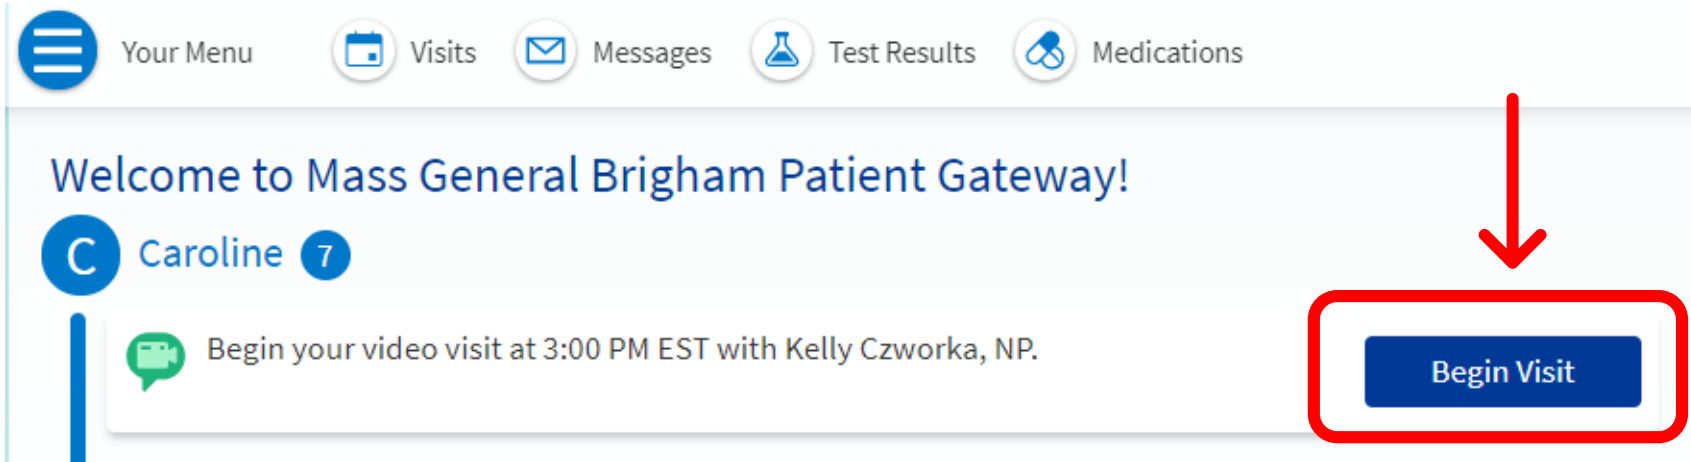 Your Menu Visits Messages Test Results Medications
Welcome to Mass General Brigham Patient Gateway!
C Caroline 7
Begin your video visit at 3:00 PM EST with Kelly Czworka, NP.
Begin Visit